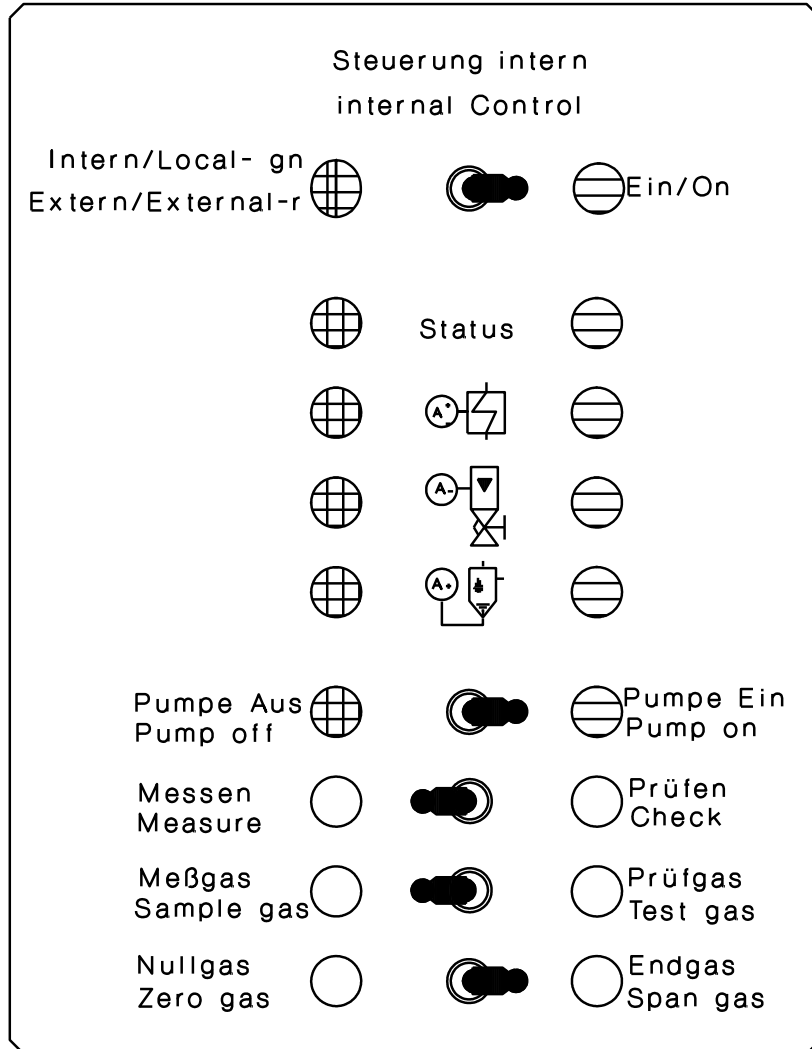 Steuerung intern
internal Control
Intern/Local- gn
Extern/External-r
Ein/On
Status
A+
-
A-
A+
Pumpe Aus
Pump off
Pumpe Ein
Pump on
Messen
Measure
Prüfen
Check
Meßgas
Sample gas
Prüfgas
Test gas
Nullgas
Zero gas
Endgas
Span gas